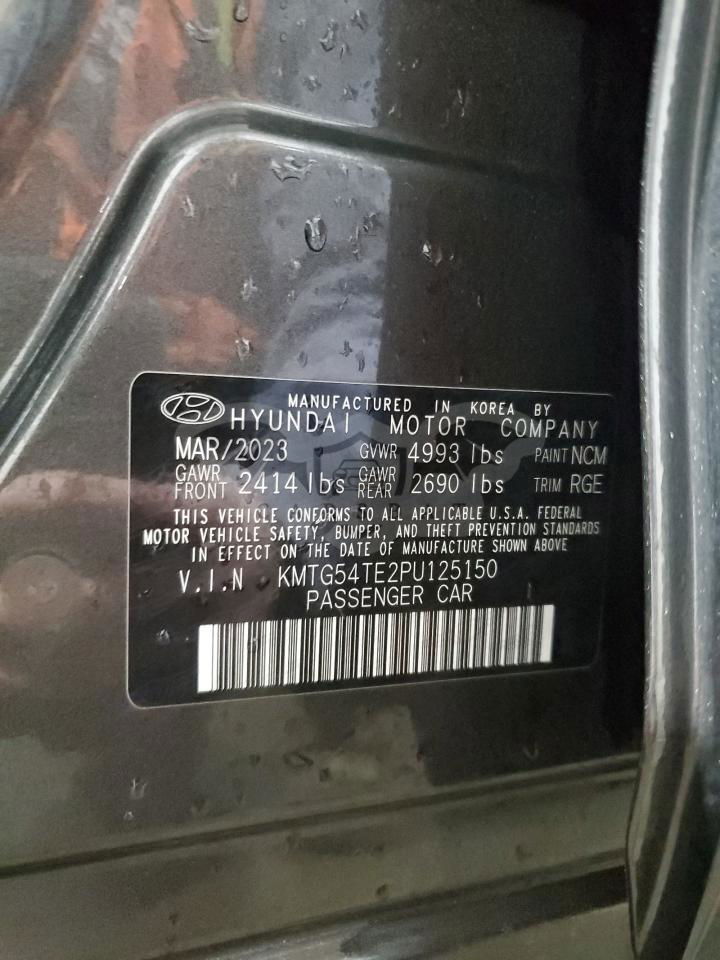 MANUFACTURED IN KOREA BY
HYUNDAI MOTOR COMPANY
MAR/2023 GVWR 4993 lbs PAINT NCM
GAWR FRONT 2414 lbs GAWR REAR 2690 lbs TRIM RGE
THIS VEHICLE CONFORMS TO ALL APPLICABLE U.S.A. FEDERAL
MOTOR VEHICLE SAFETY, BUMPER, AND THEFT PREVENTION STANDARDS
IN EFFECT ON THE DATE OF MANUFACTURE SHOWN ABOVE
V.I.N KMTG54TE2PU125150
PASSENGER CAR